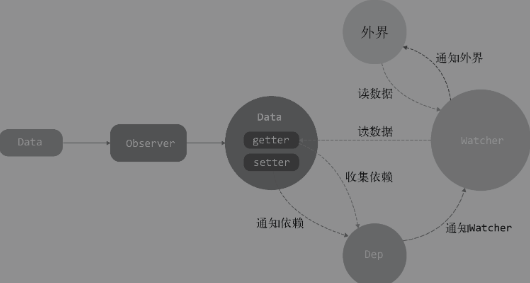 外界
通知外界
读数据
Data
getter
setter
读数据
Watcher
Data
Observer
收集依赖
通知依赖
通知Watcher
Dep